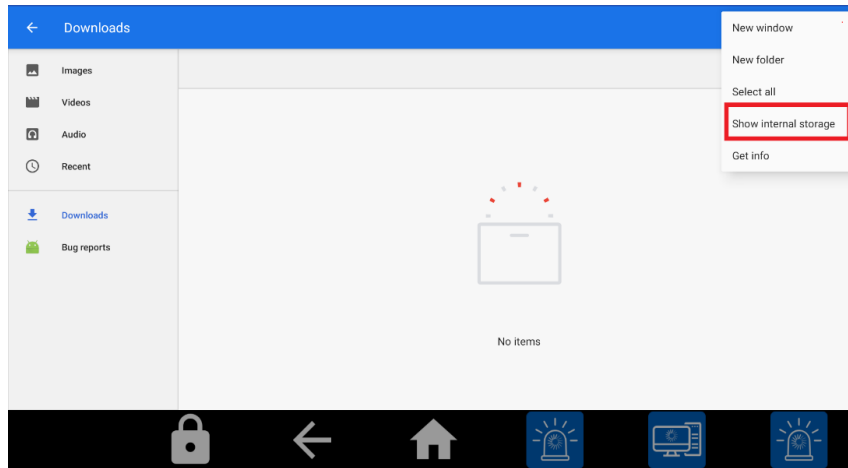 Downloads
New window
New folder
Select all
Show internal storage
Get info
Images
Videos
Audio
Recent
Downloads
Bug reports
No items